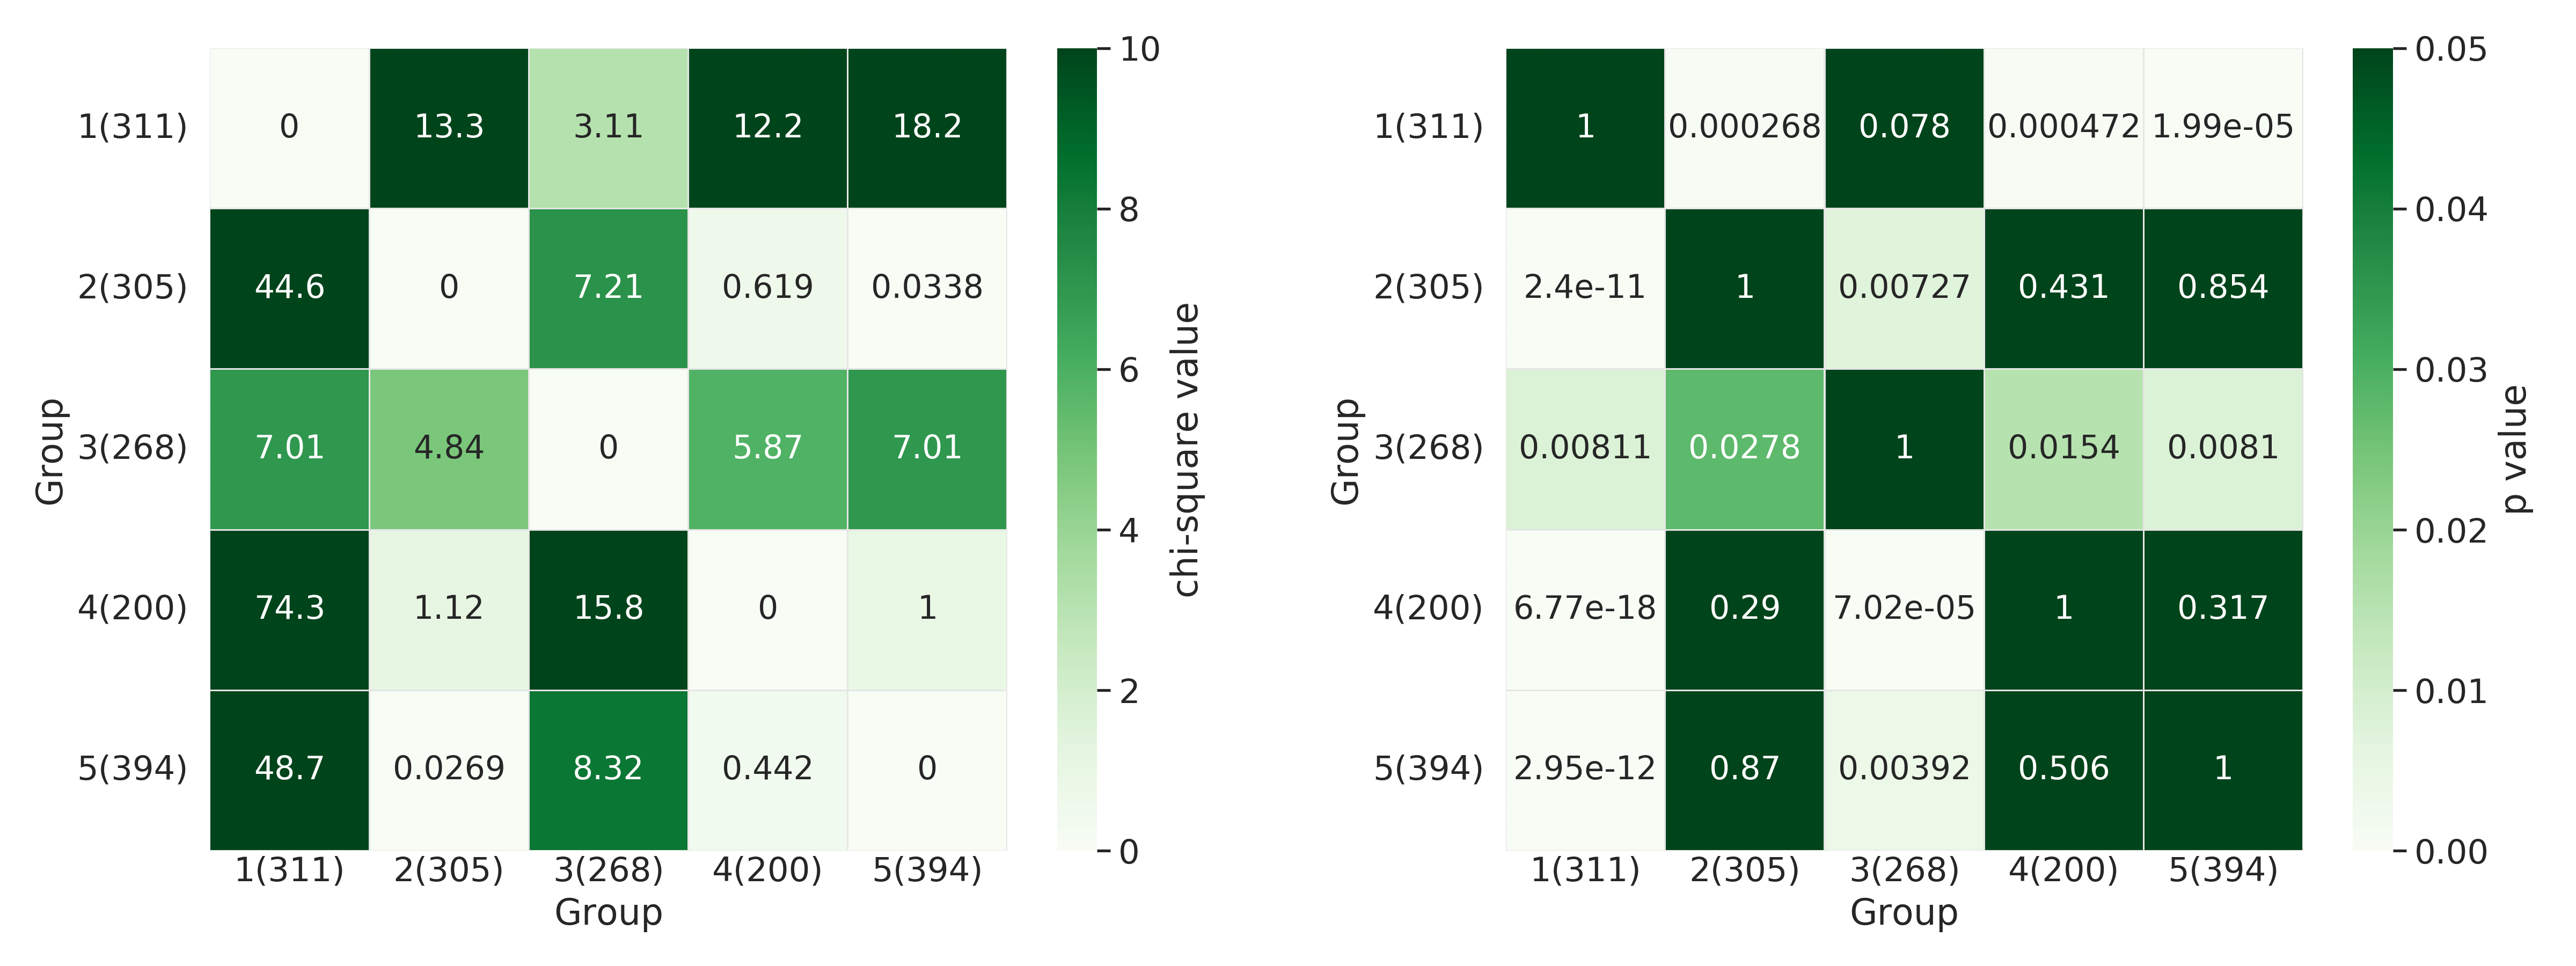 10
8
6
4
2
0
chi-square value
Group
1(311) 0 13.3 3.11 12.2 18.2
2(305) 44.6 0 7.21 0.619 0.0338
3(268) 7.01 4.84 0 5.87 7.01
4(200) 74.3 1.12 15.8 0 1
5(394) 48.7 0.0269 8.32 0.442 0
1(311) 2(305) 3(268) 4(200) 5(394)
Group
0.05
0.04
0.03
0.02
0.01
0.00
p value
Group
1(311) 1 0.000268 0.078 0.000472 1.99e-05
2(305) 2.4e-11 1 0.00727 0.431 0.854
3(268) 0.00811 0.0278 1 0.0154 0.0081
4(200) 6.77e-18 0.29 7.02e-05 1 0.317
5(394) 2.95e-12 0.87 0.00392 0.506 1
1(311) 2(305) 3(268) 4(200) 5(394)
Group